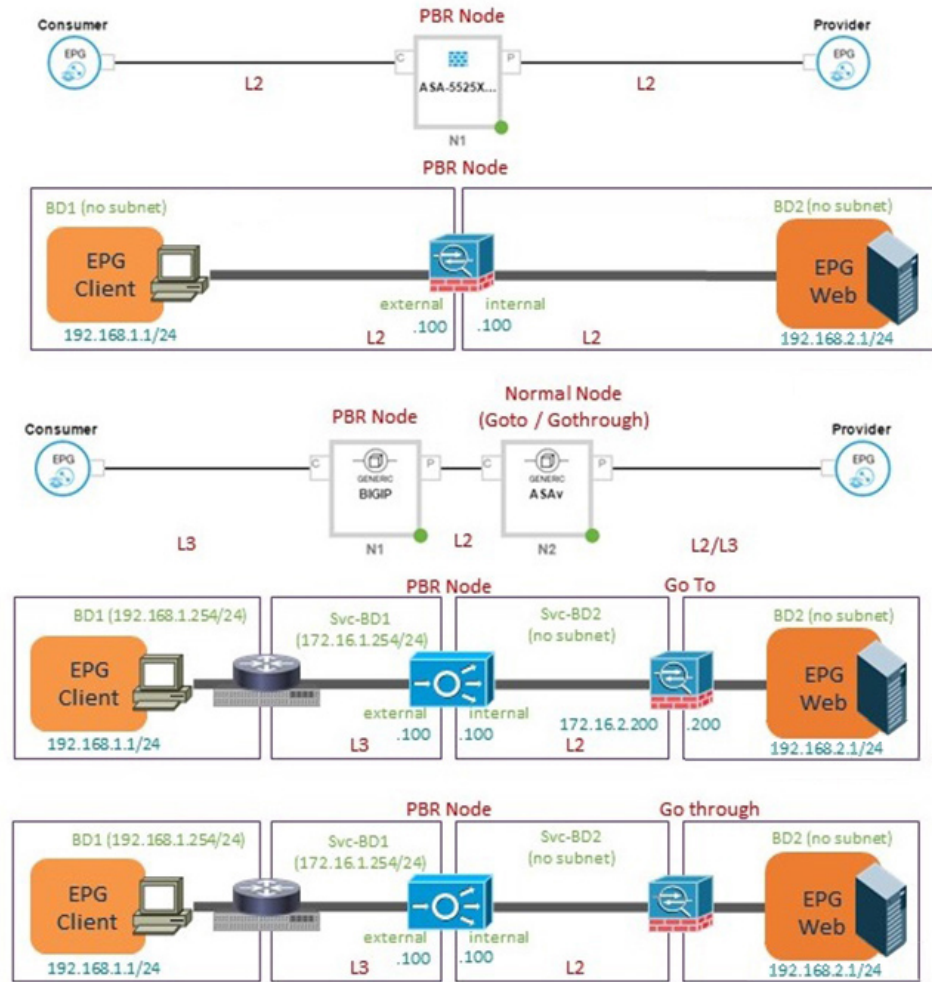 PBR Node
Consumer
Provider
EPG
C
P
EPG
ASA-5525X...
L2
L2
N1
PBR Node
BD1 (no subnet)
BD2 (no subnet)
EPG
Client
EPG
Web
external
internal
192.168.1.1/24
.100
.100
192.168.2.1/24
L2
L2
Normal Node
PBR Node
(Goto / Gothrough)
Consumer
Provider
EPG
C
P
C
P
EPG
GENERIC
GENERIC
BIGIP
ASAv
L3
N1
L2
N2
L2/L3
PBR Node
Go To
BD1 (192.168.1.254/24)
Svc-BD1
(172.16.1.254/24)
Svc-BD2
(no subnet)
BD2 (no subnet)
EPG
Client
EPG
Web
external
internal
192.168.1.1/24
.100
.100
172.16.2.200
.200
192.168.2.1/24
L3
L2
PBR Node
Go through
BD1 (192.168.1.254/24)
Svc-BD1
(172.16.1.254/24)
Svc-BD2
(no subnet)
BD2 (no subnet)
EPG
Client
EPG
Web
external
internal
192.168.1.1/24
.100
.100
192.168.2.1/24
L3
L2